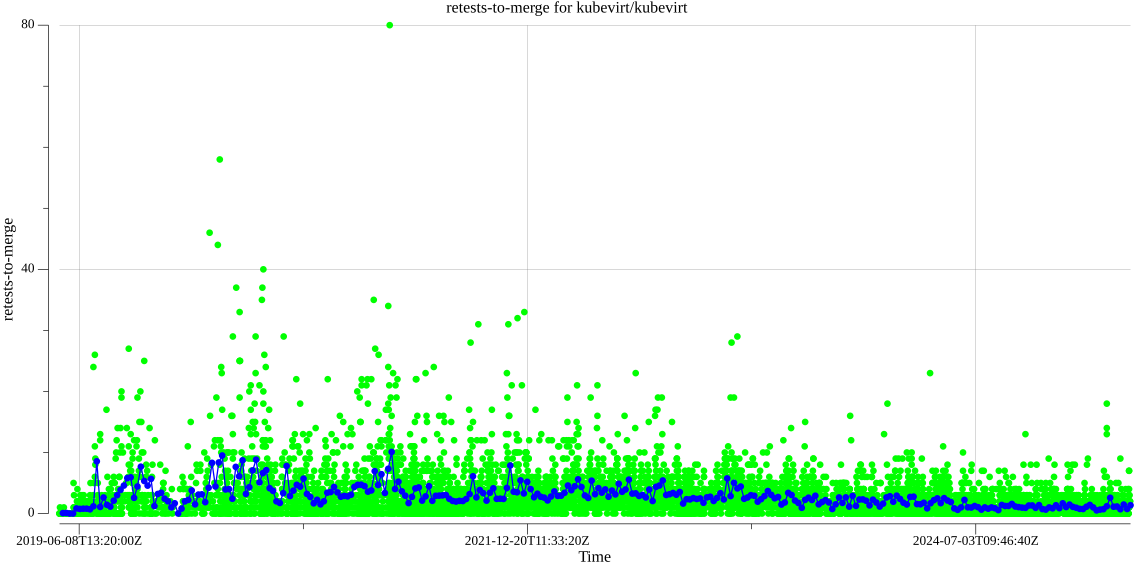 retests-to-merge for kubevirt/kubevirt
80
40
0
retests-to-merge
2019-06-08T13:20:00Z
2021-12-20T11:33:20Z
2024-07-03T09:46:40Z
Time